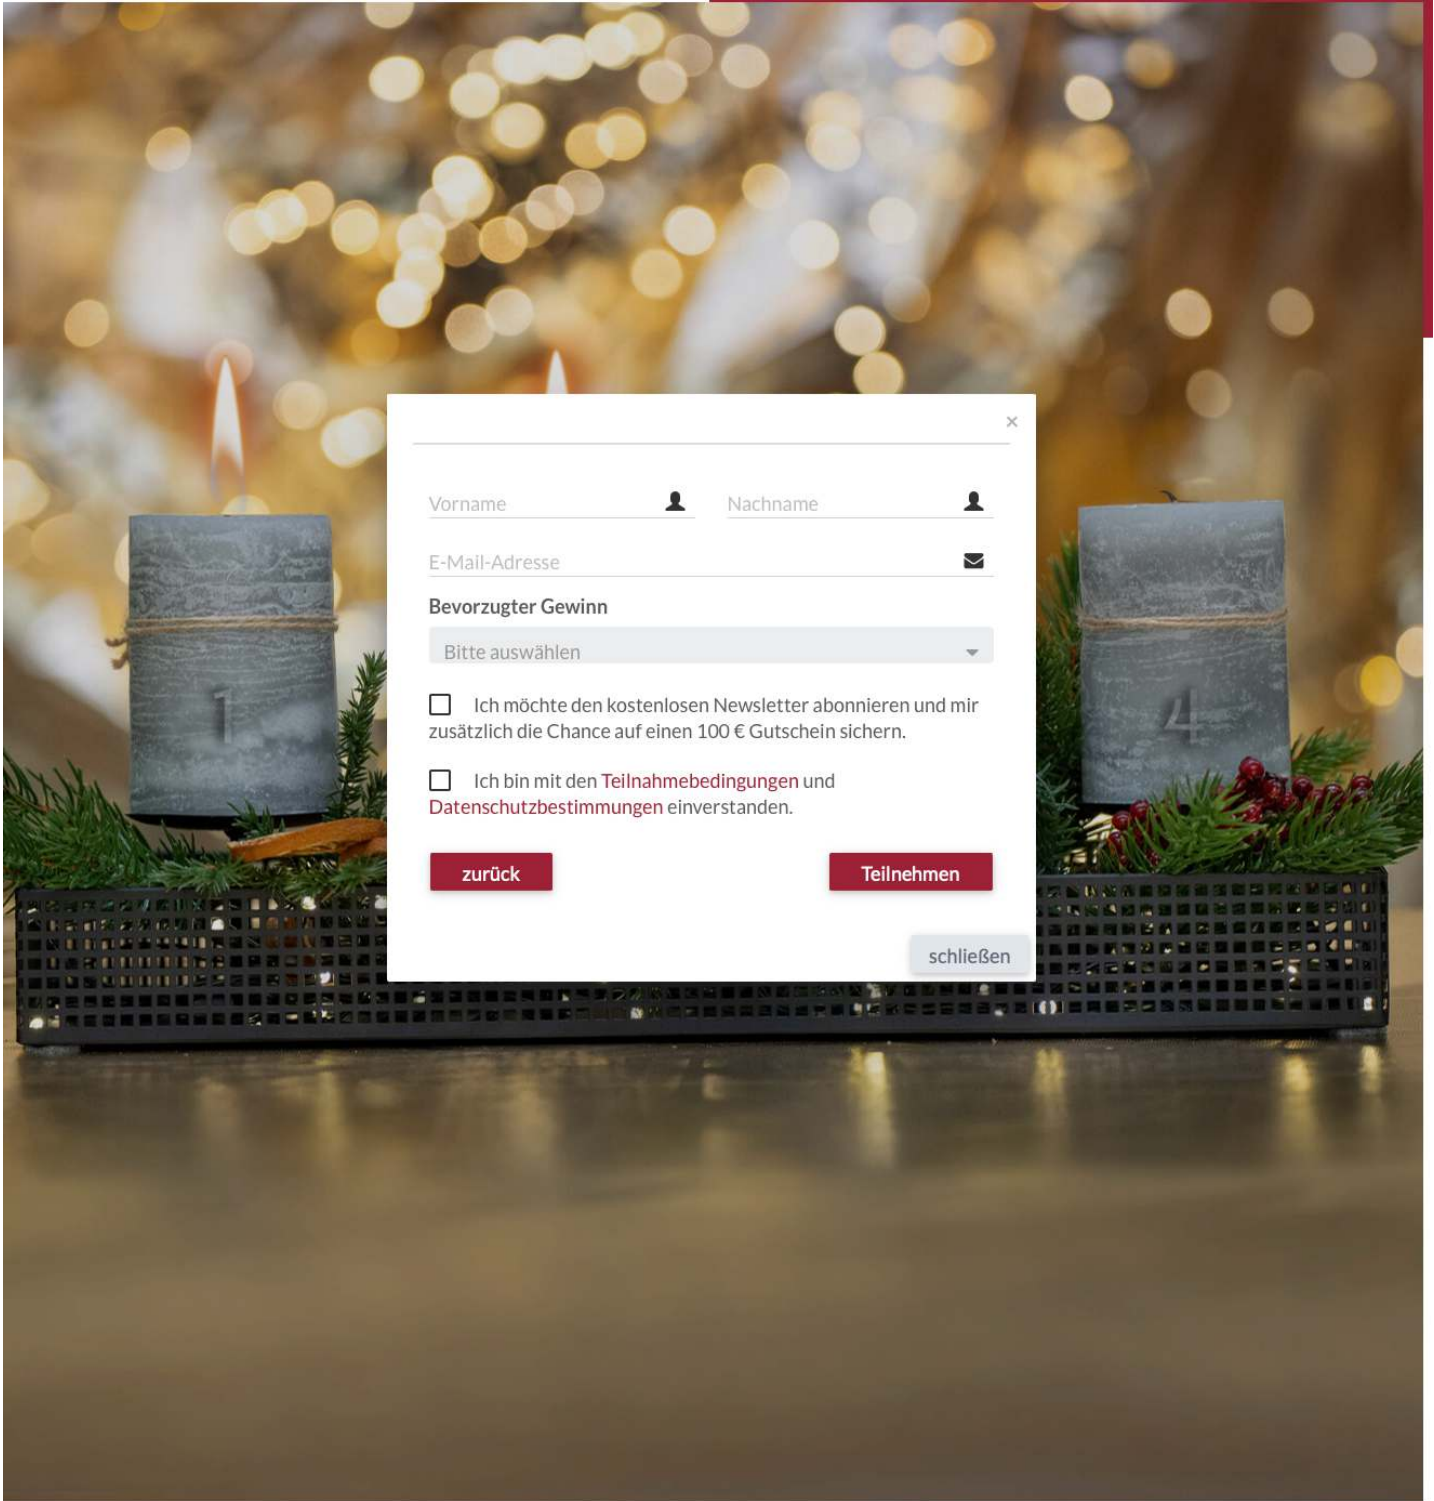 ×
Vorname Nachname
E-Mail-Adresse
Bevorzugter Gewinn
Bitte auswählen
Ich möchte den kostenlosen Newsletter abonnieren und mir
zusätzlich die Chance auf einen 100 € Gutschein sichern.
Ich bin mit den Teilnahmebedingungen und
Datenschutzbestimmungen einverstanden.
zurück Teilnehmen
schließen
1 4